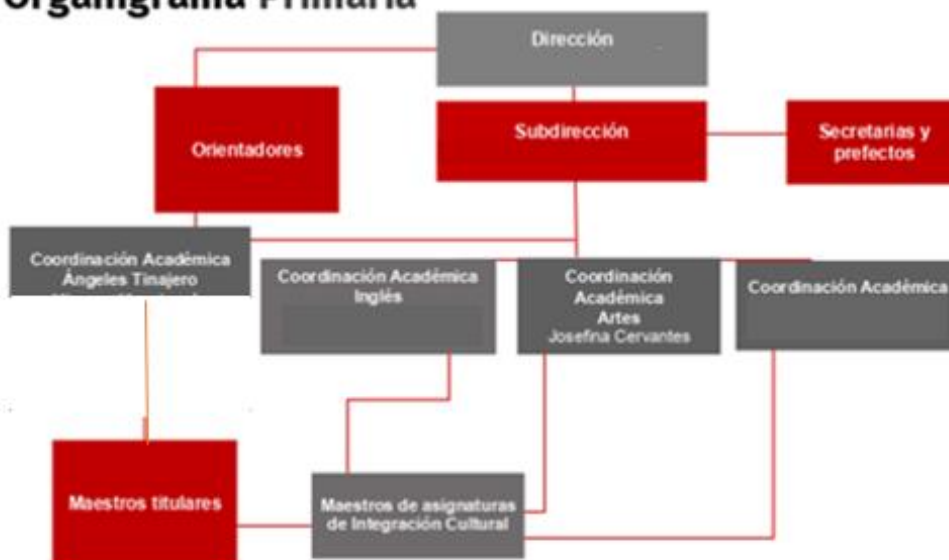 Organigrama Primaria
Dirección
Subdirección
Secretarias y
prefectos
Orientadores
Coordinación Académica
Ángeles Tinajero
Coordinación Académica
Inglés
Coordinación
Académica
Artes
Josefina Cervantes
Coordinación Académica
Maestros titulares
Maestros de asignaturas
de Integración Cultural